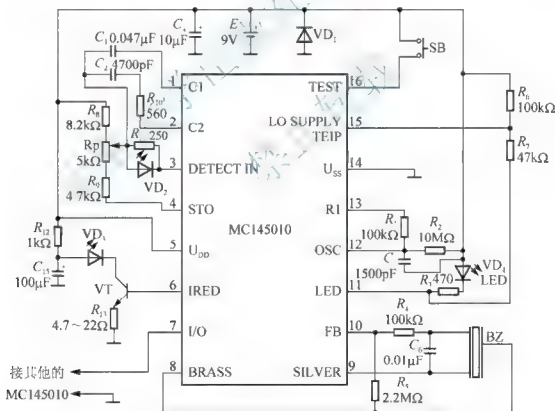 C₁ 0.047μF
C₂ 4700pF
C₄ 10μF
E 9V
VD₁
SB
R₈ 8.2kΩ
Rp 5kΩ
R₉ 4.7kΩ
R₁₀ 560
250
VD₂
R₁₂ 1kΩ
VD₃
100μF
VT
R₁₃ 4.7~22Ω
接其他的
MC145010
1 C1
2 C2
3 DETECT IN
4 STO
5 U_DD
6 IRED
7 I/O
8 BRASS
MC145010
TEST 16
LO SUPPLY TEIP 15
U_SS 14
R1 13
OSC 12
LED 11
FB 10
SILVER 9
R₆ 100kΩ
R₇ 47kΩ
100kΩ
R₂ 10MΩ
1500pF
R₃ 470
VD₄ LED
R₄ 100kΩ
C₆ 0.01μF
BZ
R₅ 2.2MΩ